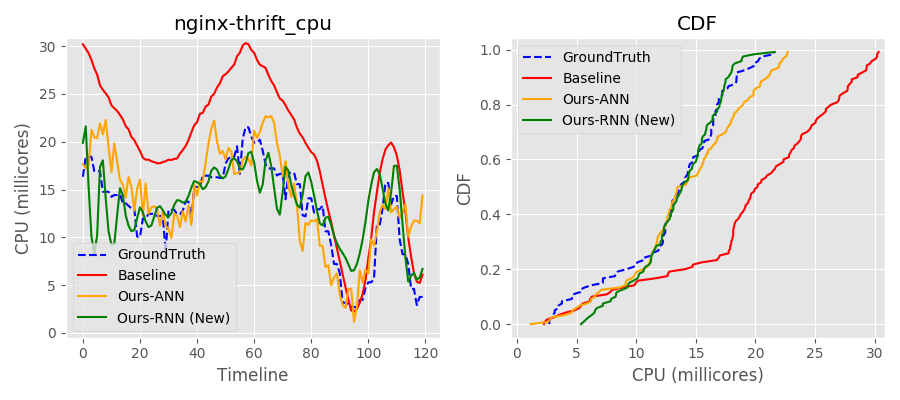 nginx-thrift_cpu
CPU (millicores)
30
25
20
15
10
5
0
GroundTruth
Baseline
Ours-ANN
Ours-RNN (New)
0 20 40 60 80 100 120
Timeline
CDF
CDF
1.0
0.8
0.6
0.4
0.2
0.0
GroundTruth
Baseline
Ours-ANN
Ours-RNN (New)
0 5 10 15 20 25 30
CPU (millicores)